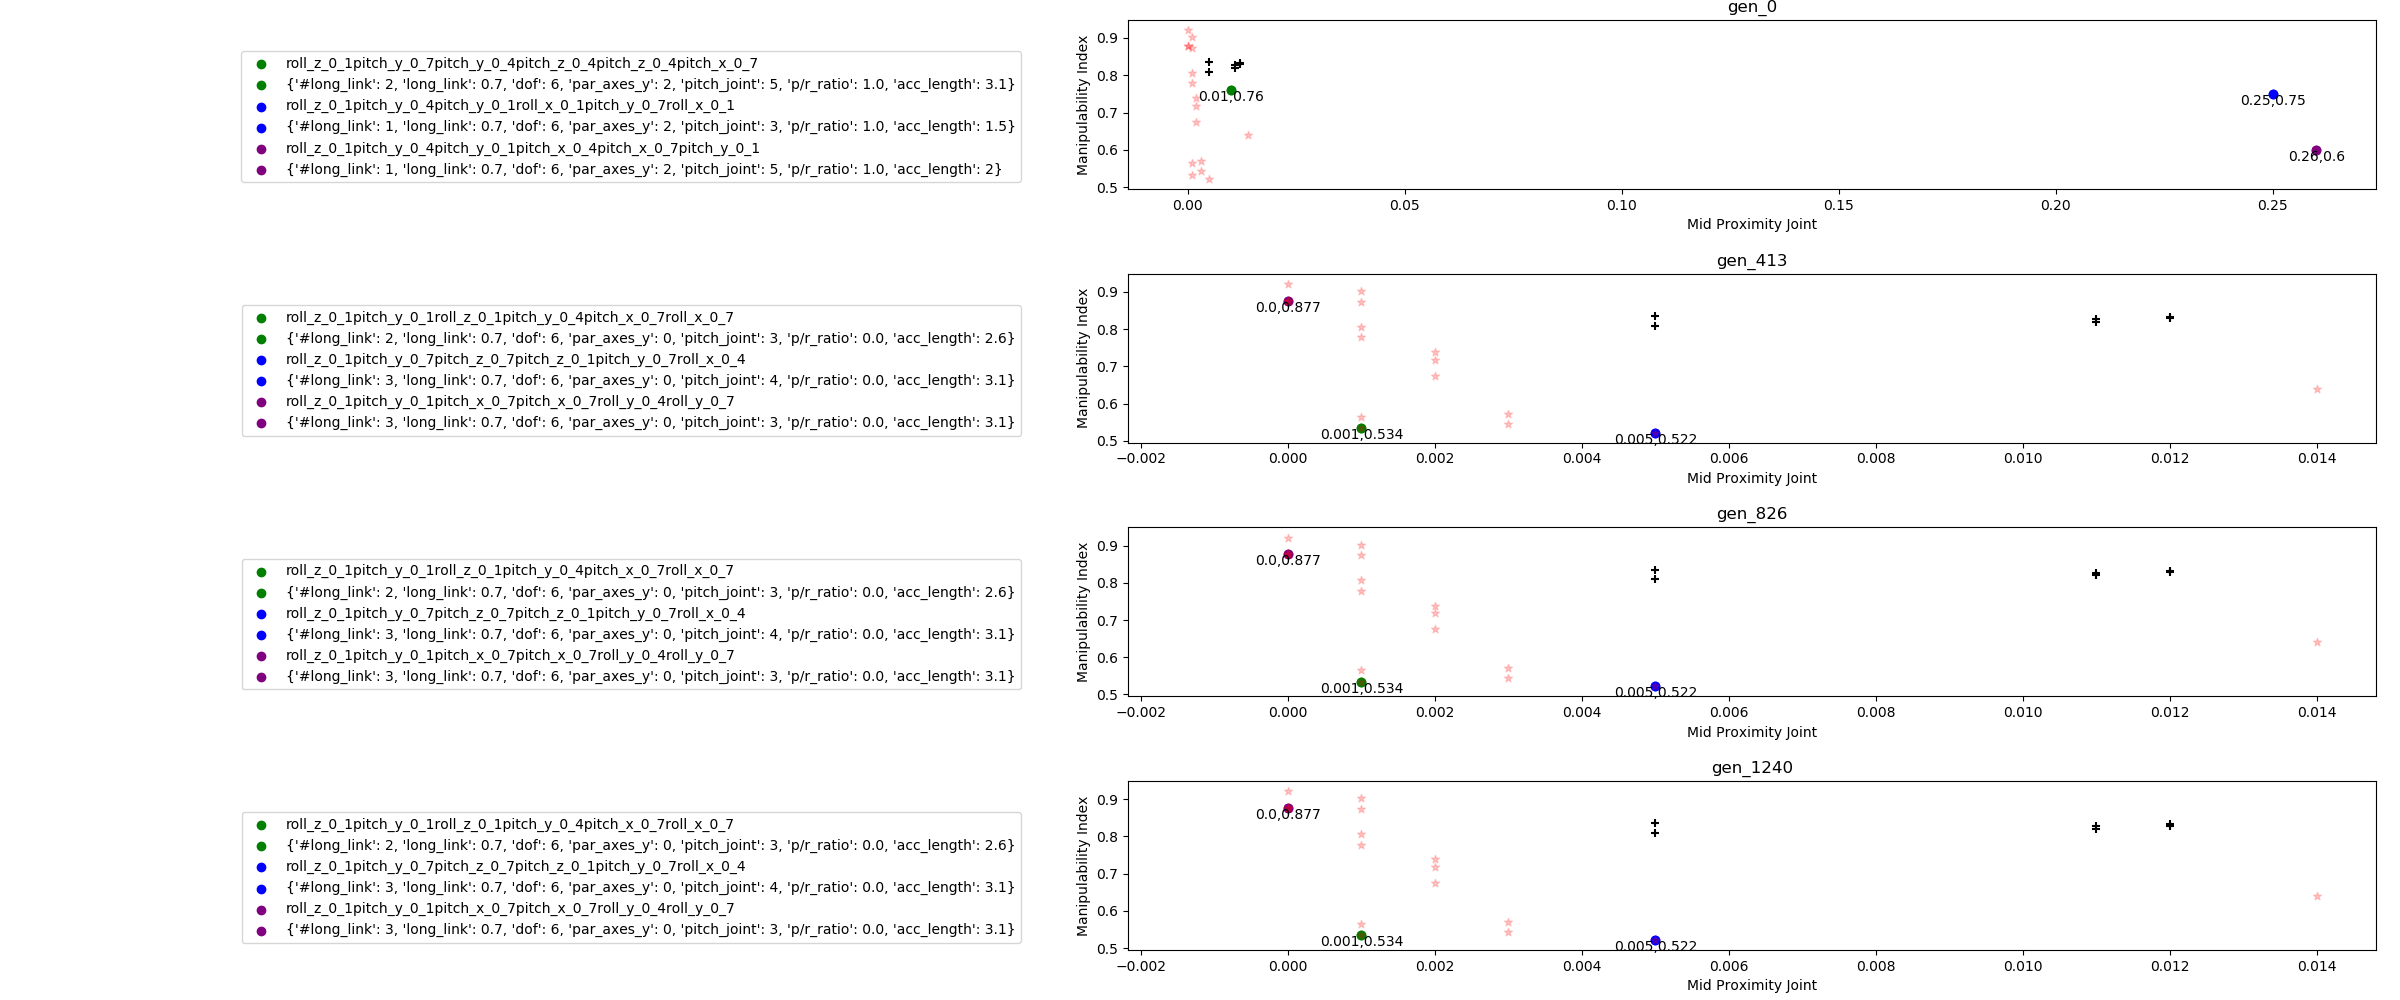 gen_0
roll_z_0_1pitch_y_0_7pitch_y_0_4pitch_z_0_4pitch_z_0_4pitch_x_0_7
{'#long_link': 2, 'long_link': 0.7, 'dof': 6, 'par_axes_y': 2, 'pitch_joint': 5, 'p/r_ratio': 1.0, 'acc_length': 3.1}
roll_z_0_1pitch_y_0_4pitch_y_0_1roll_x_0_1pitch_y_0_7roll_x_0_1
{'#long_link': 1, 'long_link': 0.7, 'dof': 6, 'par_axes_y': 2, 'pitch_joint': 3, 'p/r_ratio': 1.0, 'acc_length': 1.5}
roll_z_0_1pitch_y_0_4pitch_y_0_1pitch_x_0_4pitch_x_0_7pitch_y_0_1
{'#long_link': 1, 'long_link': 0.7, 'dof': 6, 'par_axes_y': 2, 'pitch_joint': 5, 'p/r_ratio': 1.0, 'acc_length': 2}
Manipulability Index
0.9
0.8
0.7
0.6
0.5
0.01,0.76
0.25,0.75
0.26,0.6
0.00 0.05 0.10 0.15 0.20 0.25
Mid Proximity Joint
gen_413
roll_z_0_1pitch_y_0_1roll_z_0_1pitch_y_0_4pitch_x_0_7roll_x_0_7
{'#long_link': 2, 'long_link': 0.7, 'dof': 6, 'par_axes_y': 0, 'pitch_joint': 3, 'p/r_ratio': 0.0, 'acc_length': 2.6}
roll_z_0_1pitch_y_0_7pitch_z_0_7pitch_z_0_1pitch_y_0_7roll_x_0_4
{'#long_link': 3, 'long_link': 0.7, 'dof': 6, 'par_axes_y': 0, 'pitch_joint': 4, 'p/r_ratio': 0.0, 'acc_length': 3.1}
roll_z_0_1pitch_y_0_1pitch_x_0_7pitch_x_0_7roll_y_0_4roll_y_0_7
{'#long_link': 3, 'long_link': 0.7, 'dof': 6, 'par_axes_y': 0, 'pitch_joint': 3, 'p/r_ratio': 0.0, 'acc_length': 3.1}
Manipulability Index
0.9
0.8
0.7
0.6
0.5
0.0,0.877
0.001,0.534
0.005,0.522
−0.002 0.000 0.002 0.004 0.006 0.008 0.010 0.012 0.014
Mid Proximity Joint
gen_826
roll_z_0_1pitch_y_0_1roll_z_0_1pitch_y_0_4pitch_x_0_7roll_x_0_7
{'#long_link': 2, 'long_link': 0.7, 'dof': 6, 'par_axes_y': 0, 'pitch_joint': 3, 'p/r_ratio': 0.0, 'acc_length': 2.6}
roll_z_0_1pitch_y_0_7pitch_z_0_7pitch_z_0_1pitch_y_0_7roll_x_0_4
{'#long_link': 3, 'long_link': 0.7, 'dof': 6, 'par_axes_y': 0, 'pitch_joint': 4, 'p/r_ratio': 0.0, 'acc_length': 3.1}
roll_z_0_1pitch_y_0_1pitch_x_0_7pitch_x_0_7roll_y_0_4roll_y_0_7
{'#long_link': 3, 'long_link': 0.7, 'dof': 6, 'par_axes_y': 0, 'pitch_joint': 3, 'p/r_ratio': 0.0, 'acc_length': 3.1}
Manipulability Index
0.9
0.8
0.7
0.6
0.5
0.0,0.877
0.001,0.534
0.005,0.522
−0.002 0.000 0.002 0.004 0.006 0.008 0.010 0.012 0.014
Mid Proximity Joint
gen_1240
roll_z_0_1pitch_y_0_1roll_z_0_1pitch_y_0_4pitch_x_0_7roll_x_0_7
{'#long_link': 2, 'long_link': 0.7, 'dof': 6, 'par_axes_y': 0, 'pitch_joint': 3, 'p/r_ratio': 0.0, 'acc_length': 2.6}
roll_z_0_1pitch_y_0_7pitch_z_0_7pitch_z_0_1pitch_y_0_7roll_x_0_4
{'#long_link': 3, 'long_link': 0.7, 'dof': 6, 'par_axes_y': 0, 'pitch_joint': 4, 'p/r_ratio': 0.0, 'acc_length': 3.1}
roll_z_0_1pitch_y_0_1pitch_x_0_7pitch_x_0_7roll_y_0_4roll_y_0_7
{'#long_link': 3, 'long_link': 0.7, 'dof': 6, 'par_axes_y': 0, 'pitch_joint': 3, 'p/r_ratio': 0.0, 'acc_length': 3.1}
Manipulability Index
0.9
0.8
0.7
0.6
0.5
0.0,0.877
0.001,0.534
0.005,0.522
−0.002 0.000 0.002 0.004 0.006 0.008 0.010 0.012 0.014
Mid Proximity Joint